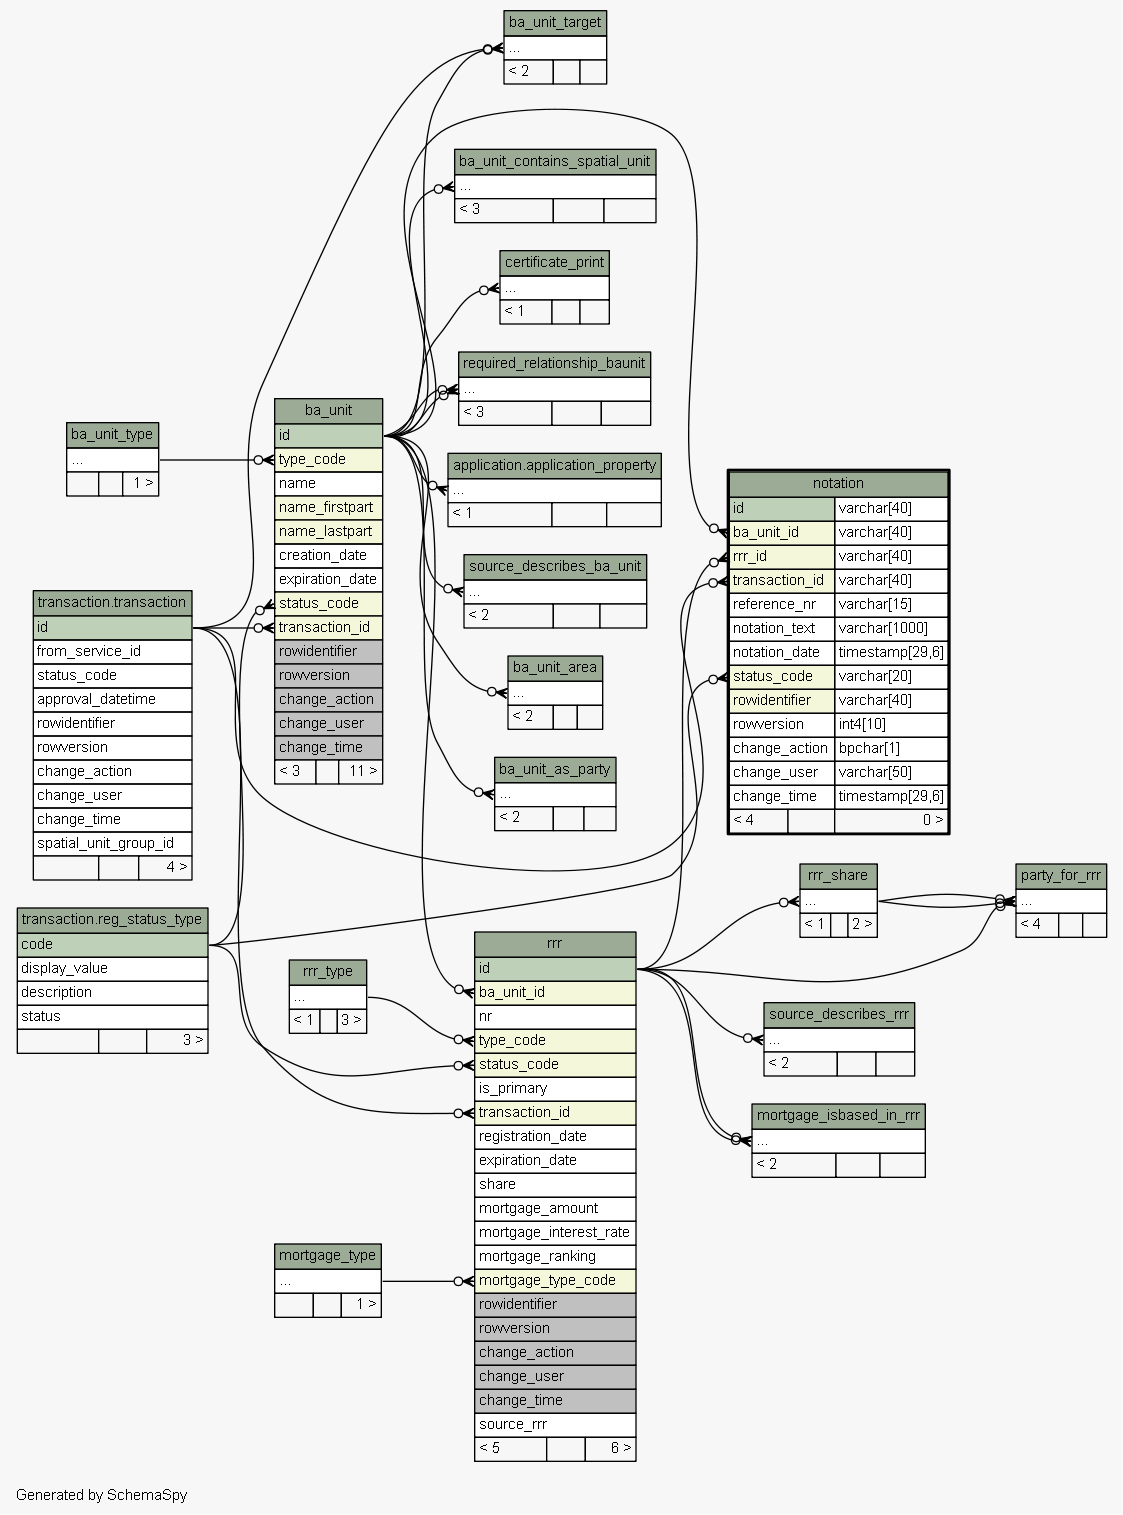 ba_unit_target
...
< 2
ba_unit_contains_spatial_unit
...
< 3
certificate_print
...
< 1
required_relationship_baunit
...
< 3
ba_unit
id
type_code
name
name_firstpart
name_lastpart
creation_date
expiration_date
status_code
transaction_id
rowidentifier
rowversion
change_action
change_user
change_time
< 3 11 >
ba_unit_type
...
1 >
application.application_property
...
< 1
notation
id varchar[40]
ba_unit_id varchar[40]
rrr_id varchar[40]
transaction_id varchar[40]
reference_nr varchar[15]
notation_text varchar[1000]
notation_date timestamp[29,6]
status_code varchar[20]
rowidentifier varchar[40]
rowversion int4[10]
change_action bpchar[1]
change_user varchar[50]
change_time timestamp[29,6]
< 4 0 >
source_describes_ba_unit
...
< 2
transaction.transaction
id
from_service_id
status_code
approval_datetime
rowidentifier
rowversion
change_action
change_user
change_time
spatial_unit_group_id
4 >
ba_unit_area
...
< 2
ba_unit_as_party
...
< 2
rrr_share
...
< 1 2 >
party_for_rrr
...
< 4
transaction.reg_status_type
code
display_value
description
status
3 >
rrr_type
...
< 1 3 >
rrr
id
ba_unit_id
nr
type_code
status_code
is_primary
transaction_id
registration_date
expiration_date
share
mortgage_amount
mortgage_interest_rate
mortgage_ranking
mortgage_type_code
rowidentifier
rowversion
change_action
change_user
change_time
source_rrr
< 5 6 >
source_describes_rrr
...
< 2
mortgage_isbased_in_rrr
...
< 2
mortgage_type
...
1 >
Generated by SchemaSpy